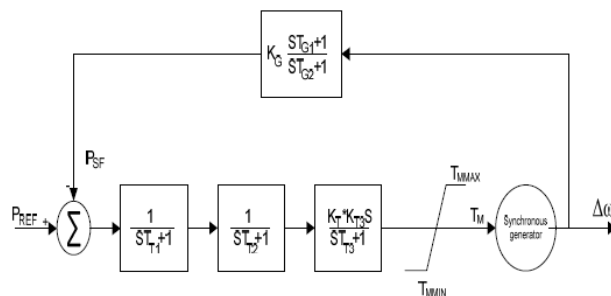 K_G (ST_G1+1)/(ST_G2+1)
P_SF
-
P_REF +
Σ
1/(ST_T1+1)
1/(ST_T2+1)
(K_T*K_T3S)/(ST_T3+1)
T_MMAX
T_MMIN
T_M
Synchronous
generator
Δω